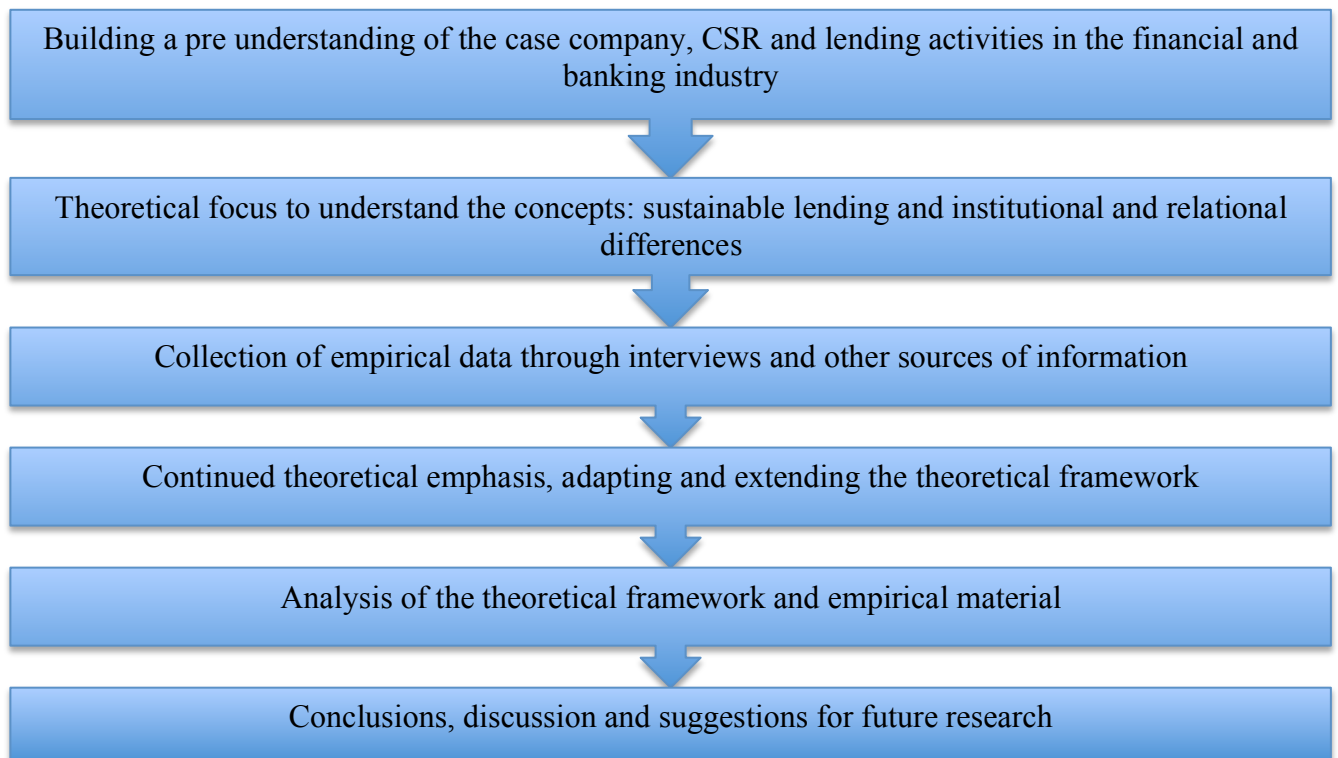 Building a pre understanding of the case company, CSR and lending activities in the financial and
banking industry
Theoretical focus to understand the concepts: sustainable lending and institutional and relational
differences
Collection of empirical data through interviews and other sources of information
Continued theoretical emphasis, adapting and extending the theoretical framework
Analysis of the theoretical framework and empirical material
Conclusions, discussion and suggestions for future research